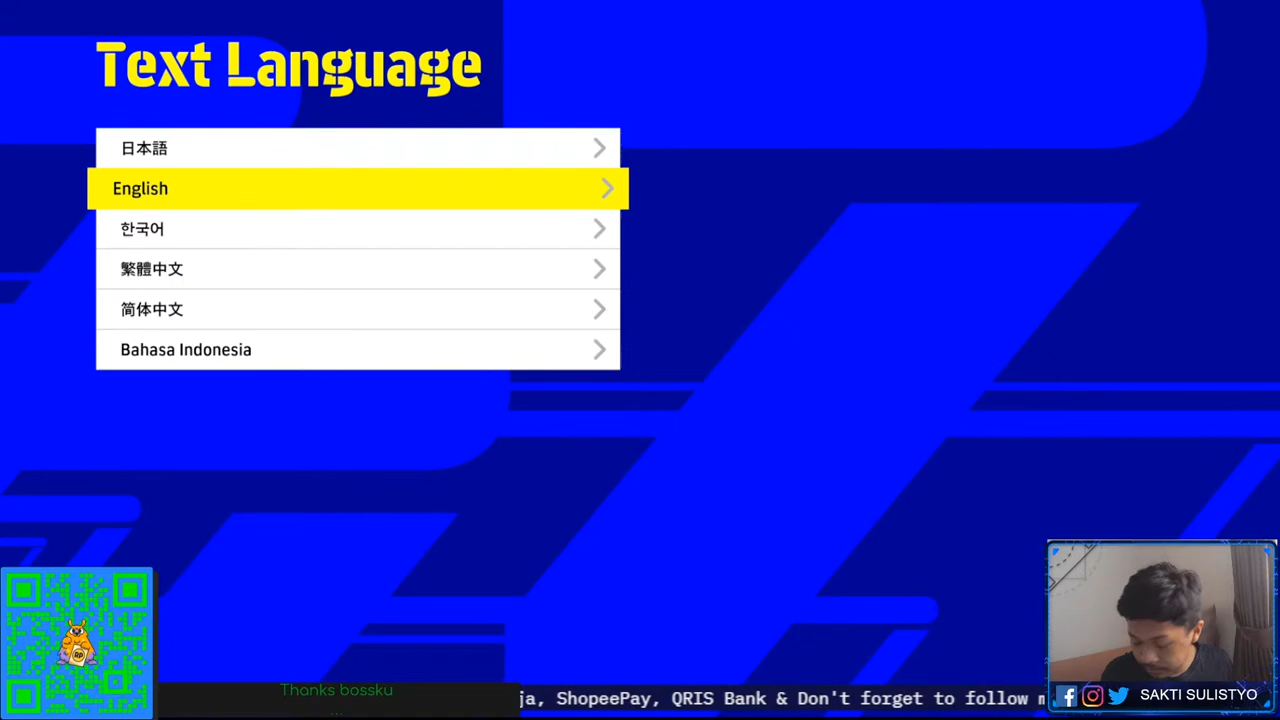 Text Language
日本語
English
한국어
繁體中文
简体中文
Bahasa Indonesia
RP
Thanks bossku
...
ja, ShopeePay, QRIS Bank & Don't forget to follow m
SAKTI SULISTYO